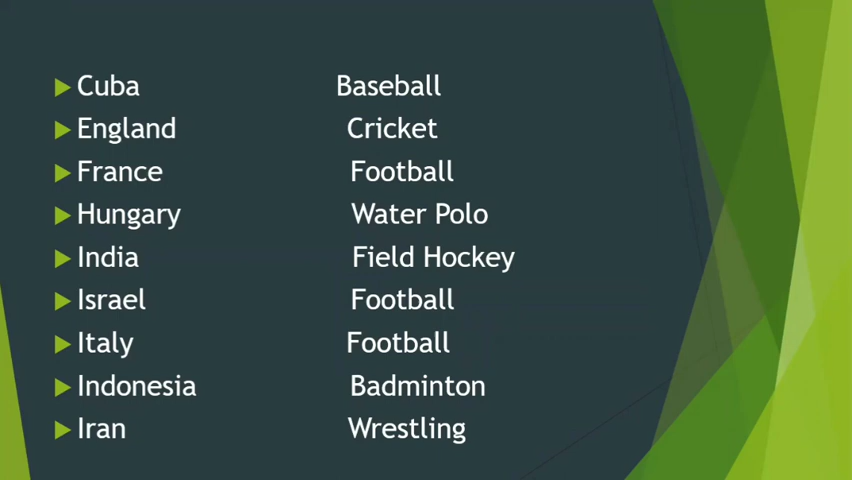 Cuba Baseball
England Cricket
France Football
Hungary Water Polo
India Field Hockey
Israel Football
Italy Football
Indonesia Badminton
Iran Wrestling